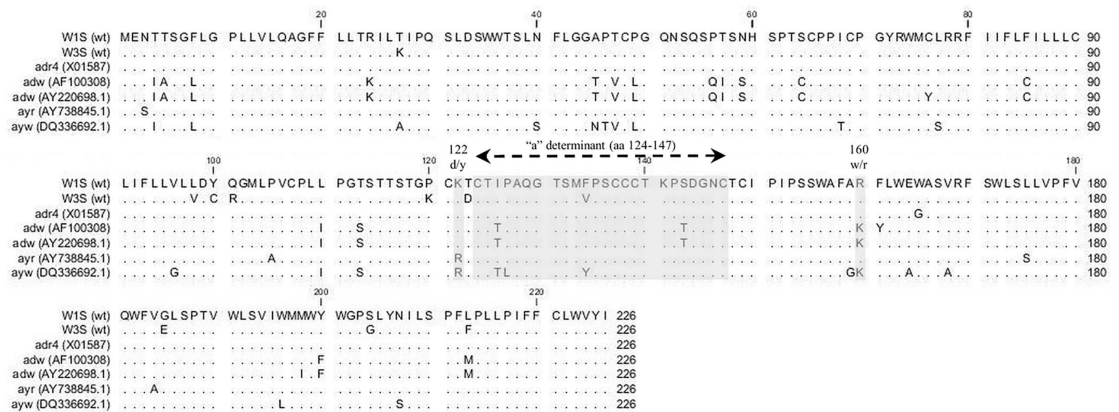 20 40 60 80
W1S (wt) MENTTSGFLG PLLVLQAGFF LLTRILTIPQ SLDSWWTSLN FLGGAPTCPG QNSQSPTSNH SPTSCPPICP GYRWMCLRRF IIFLFILLLC 90
W3S (wt) .......... .......... ......K... .......... .......... .......... .......... .......... .......... 90
adr4 (X01587) .......... .......... .......... .......... .......... .......... .......... .......... .......... 90
adw (AF100308) ...IA..L.. .......... ...K...... .......... ....T.V.L. .....QI.S. ...C...... .......... ....C..... 90
adw (AY220698.1) ...IA..L.. .......... ...K...... .......... ....T.V.L. .....QI.S. ...C...... .....Y.... ....C..... 90
ayr (AY738845.1) ..S....... .......... .......... .......... .......... .......... .......... .......... .......... 90
ayw (DQ336692.1) ...I...L.. .......... ......A... .........S ....NTV.L. .......... .......T.. ......S... .......... 90
100 120 122 d/y "a" determinant (aa 124-147) 140 160 w/r 180
W1S (wt) LIFLLVLLDY QGMLPVCPLL PGTSTTSTGP CKTCTIPAQG TSMFPSCCCT KPSDGNCTCI PIPSSWAFAR FLWEWASVRF SWLSLLVPFV 180
W3S (wt) .......V.C R......... .........K ..D....... ...V...... .......... .......... .......... .......... 180
adr4 (X01587) .......... .......... .......... .......... .......... .......... .......... ....G..... .......... 180
adw (AF100308) .......... .........I ..S....... .....T.... .......... ...T...... .........K Y......... .......... 180
adw (AY220698.1) .......... .........I ..S....... .....T.... .......... ...T...... .........K .......... .......... 180
ayr (AY738845.1) .......... ....A..... .......... .R........ .......... .......... .......... .......... ....S..... 180
ayw (DQ336692.1) .....G.... .........I ..S....... .R...TL... ...Y...... .......... ........GK ...A...A.. .......... 180
200 220
W1S (wt) QWFVGLSPTV WLSVIWMMWY WGPSLYNILS PFLPLLPIFF CLWVYI 226
W3S (wt) ....E..... .......... ...G...... ..F....... ...... 226
adr4 (X01587) .......... .......... .......... .......... ...... 226
adw (AF100308) .......... .........F .......... ..M....... ...... 226
adw (AY220698.1) .......... .......I.F .......... ..M....... ...... 226
ayr (AY738845.1) ...A...... .......... .......... .......... ...... 226
ayw (DQ336692.1) .......... .....L.... ......S... .......... ...... 226